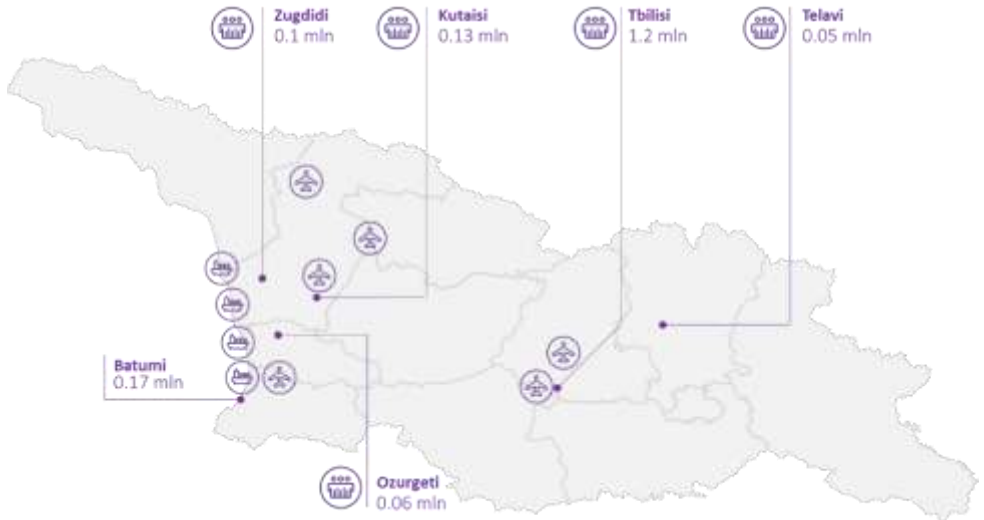 Zugdidi
0.1 mln
Kutaisi
0.13 mln
Tbilisi
1.2 mln
Telavi
0.05 mln
Batumi
0.17 mln
Ozurgeti
0.06 mln